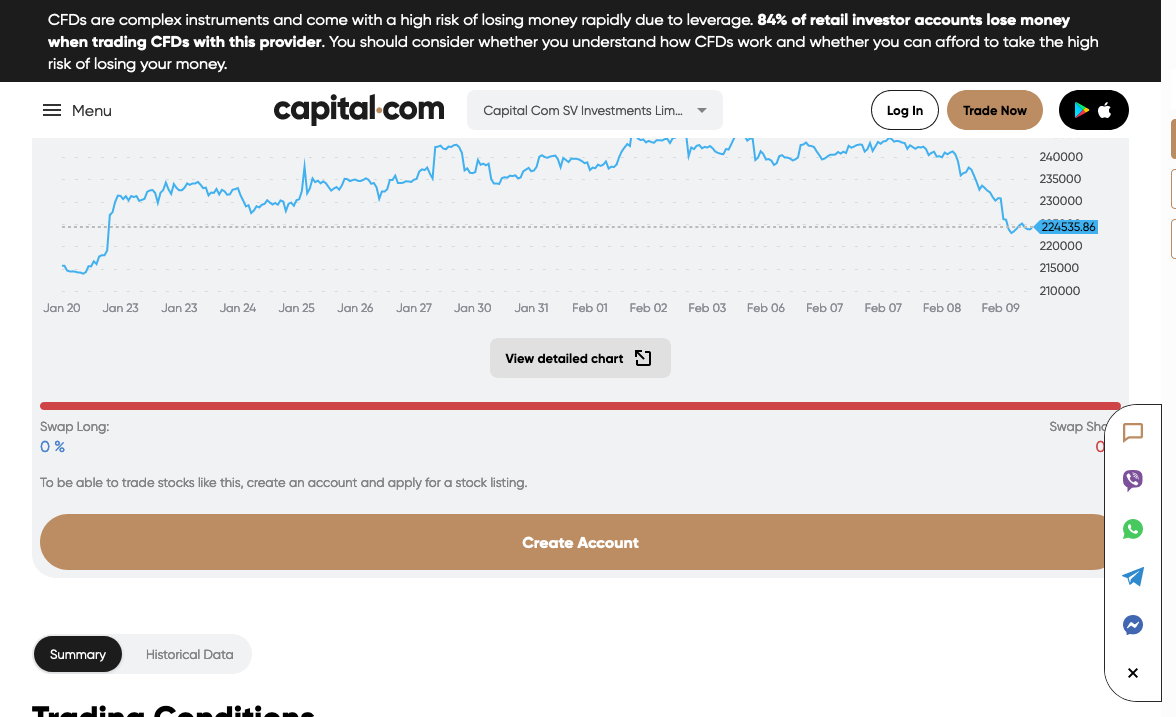 CFDs are complex instruments and come with a high risk of losing money rapidly due to leverage. 84% of retail investor accounts lose money
when trading CFDs with this provider. You should consider whether you understand how CFDs work and whether you can afford to take the high
risk of losing your money.
Menu
capital.com
Capital Com SV Investments Lim...
Log In
Trade Now
240000
235000
230000
224535.86
220000
215000
210000
Jan 20 Jan 23 Jan 23 Jan 24 Jan 25 Jan 26 Jan 27 Jan 30 Jan 31 Feb 01 Feb 02 Feb 03 Feb 06 Feb 07 Feb 07 Feb 08 Feb 09
View detailed chart
Swap Long:
0 %
Swap Sho
0
To be able to trade stocks like this, create an account and apply for a stock listing.
Create Account
Summary
Historical Data
Trading Conditions